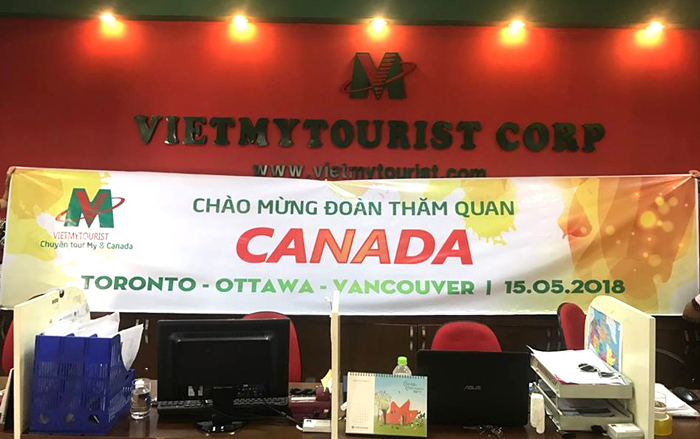 VIETMYTOURIST CORP
www.vietmytourist.com
VIETMYTOURIST
Chuyên tour Mỹ & Canada
CHÀO MỪNG ĐOÀN THĂM QUAN
CANADA
TORONTO - OTTAWA - VANCOUVER | 15.05.2018